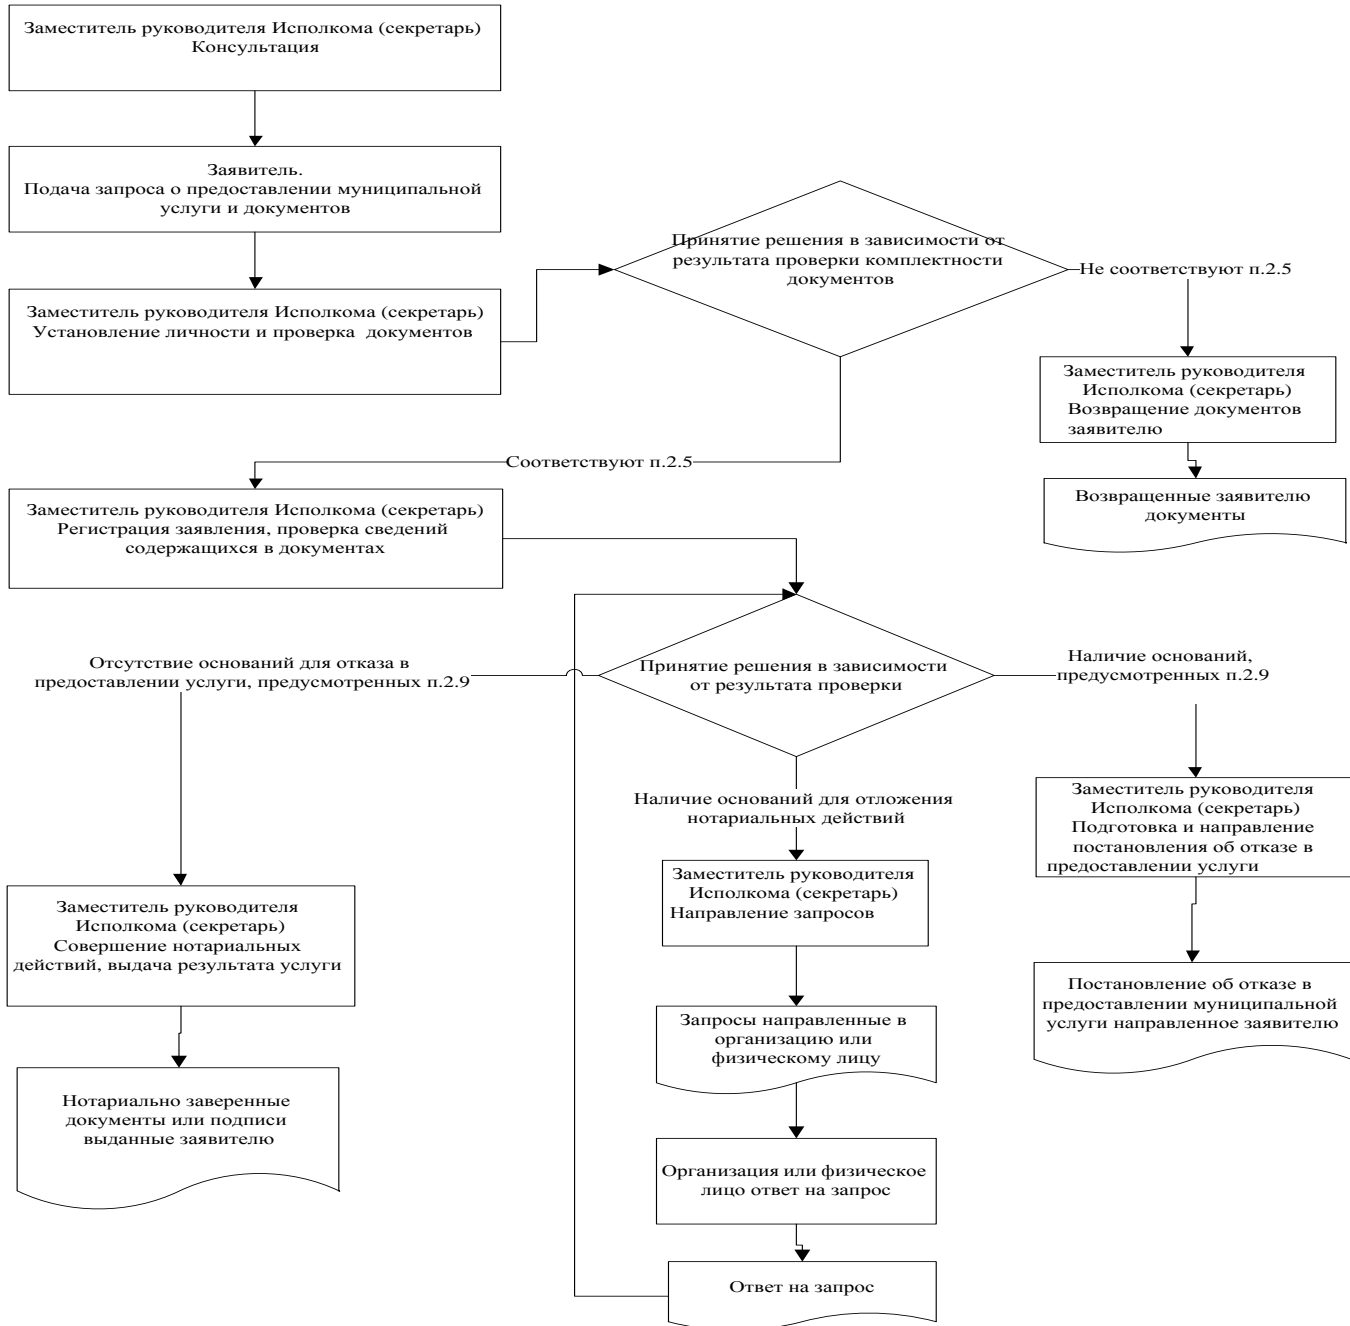 Заместитель руководителя Исполкома (секретарь)
Консультация
Заявитель.
Подача запроса о предоставлении муниципальной
услуги и документов
Заместитель руководителя Исполкома (секретарь)
Установление личности и проверка документов
Принятие решения в зависимости от
результата проверки комплектности
документов
Не соответствуют п.2.5
Заместитель руководителя
Исполкома (секретарь)
Возвращение документов
заявителю
Возвращенные заявителю
документы
Соответствуют п.2.5
Заместитель руководителя Исполкома (секретарь)
Регистрация заявления, проверка сведений
содержащихся в документах
Принятие решения в зависимости
от результата проверки
Отсутствие оснований для отказа в
предоставлении услуги, предусмотренных п.2.9
Наличие оснований,
предусмотренных п.2.9
Наличие оснований для отложения
нотариальных действий
Заместитель руководителя
Исполкома (секретарь)
Подготовка и направление
постановления об отказе в
предоставлении услуги
Заместитель руководителя
Исполкома (секретарь)
Направление запросов
Заместитель руководителя
Исполкома (секретарь)
Совершение нотариальных
действий, выдача результата услуги
Постановление об отказе в
предоставлении муниципальной
услуги направленное заявителю
Запросы направленные в
организацию или
физическому лицу
Нотариально заверенные
документы или подписи
выданные заявителю
Организация или физическое
лицо ответ на запрос
Ответ на запрос